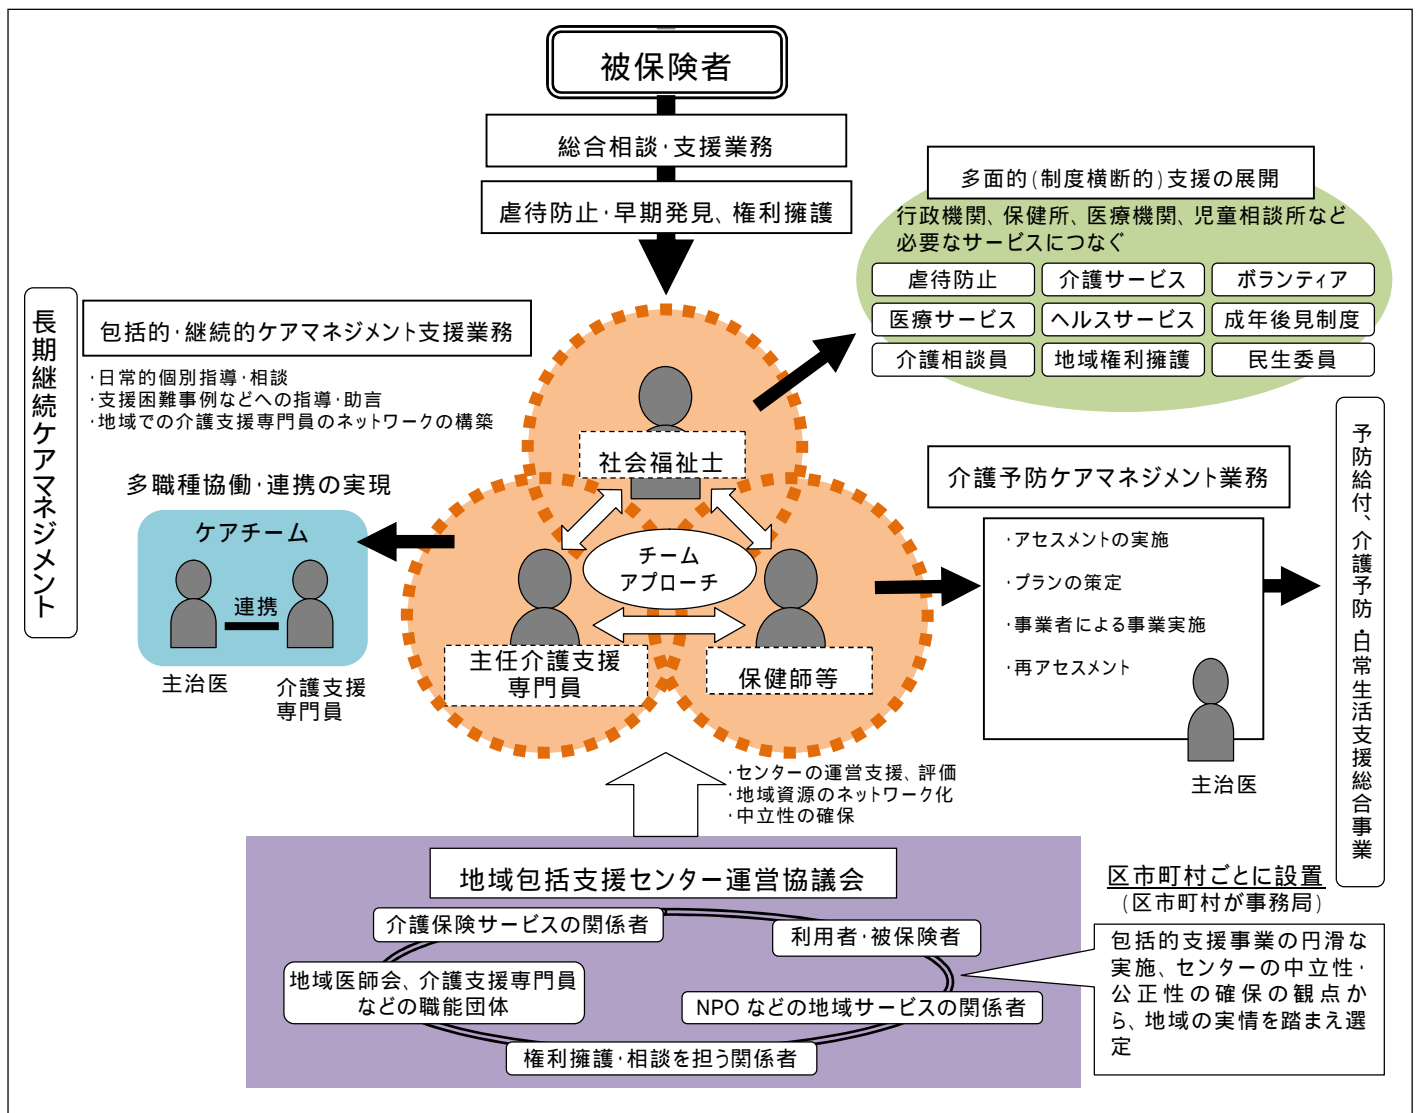 被保険者
総合相談・支援業務
虐待防止・早期発見、権利擁護
多面的(制度横断的)支援の展開
行政機関、保健所、医療機関、児童相談所など
必要なサービスにつなぐ
虐待防止
介護サービス
ボランティア
医療サービス
ヘルスサービス
成年後見制度
介護相談員
地域権利擁護
民生委員
長期継続ケアマネジメント
包括的・継続的ケアマネジメント支援業務
・日常的個別指導・相談
・支援困難事例などへの指導・助言
・地域での介護支援専門員のネットワークの構築
多職種協働・連携の実現
ケアチーム
連携
主治医
介護支援
専門員
社会福祉士
チーム
アプローチ
主任介護支援
専門員
保健師等
介護予防ケアマネジメント業務
・アセスメントの実施
・プランの策定
・事業者による事業実施
・再アセスメント
主治医
予防給付、介護予防・日常生活支援総合事業
・センターの運営支援、評価
・地域資源のネットワーク化
・中立性の確保
地域包括支援センター運営協議会
介護保険サービスの関係者
利用者・被保険者
地域医師会、介護支援専門員
などの職能団体
NPO などの地域サービスの関係者
権利擁護・相談を担う関係者
区市町村ごとに設置
(区市町村が事務局)
包括的支援事業の円滑な
実施、センターの中立性・
公正性の確保の観点か
ら、地域の実情を踏まえ選
定